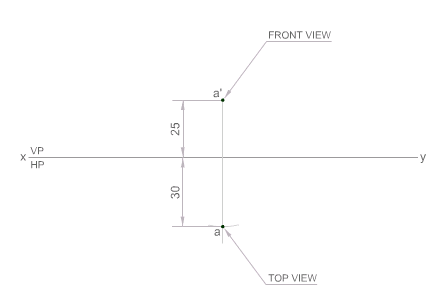 FRONT VIEW
a'
25
VP
x
y
HP
30
a
TOP VIEW